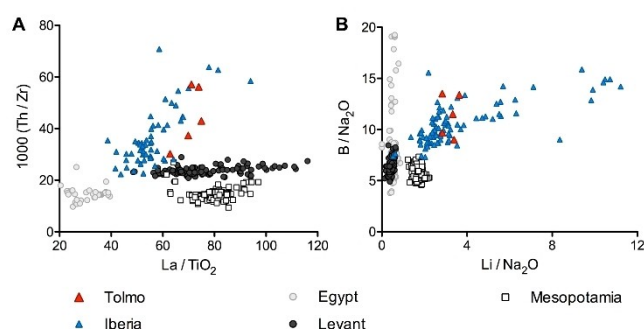 A
80
60
40
20
0
1000 (Th / Zr)
20 40 60 80 100 120
La / TiO2
B
20
15
10
5
0
B / Na2O
0 4 8 12
Li / Na2O
Tolmo Egypt Mesopotamia
Iberia Levant